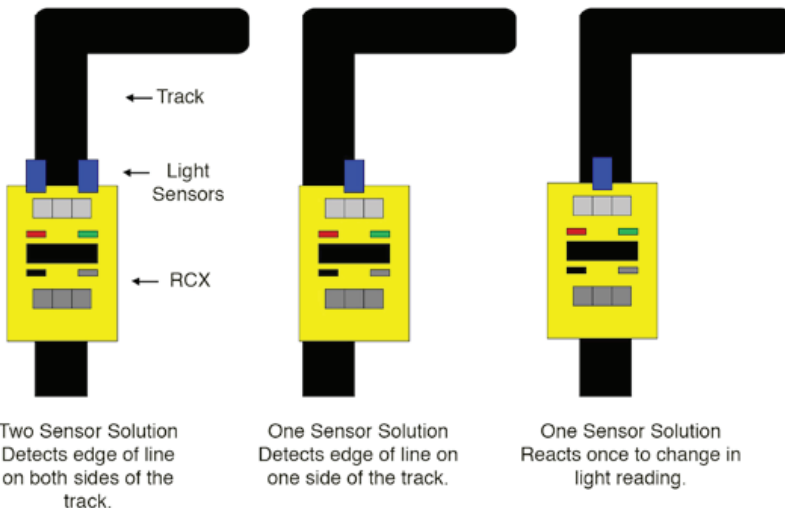 Track
Light
Sensors
RCX
Two Sensor Solution
Detects edge of line
on both sides of the
track.
One Sensor Solution
Detects edge of line on
one side of the track.
One Sensor Solution
Reacts once to change in
light reading.